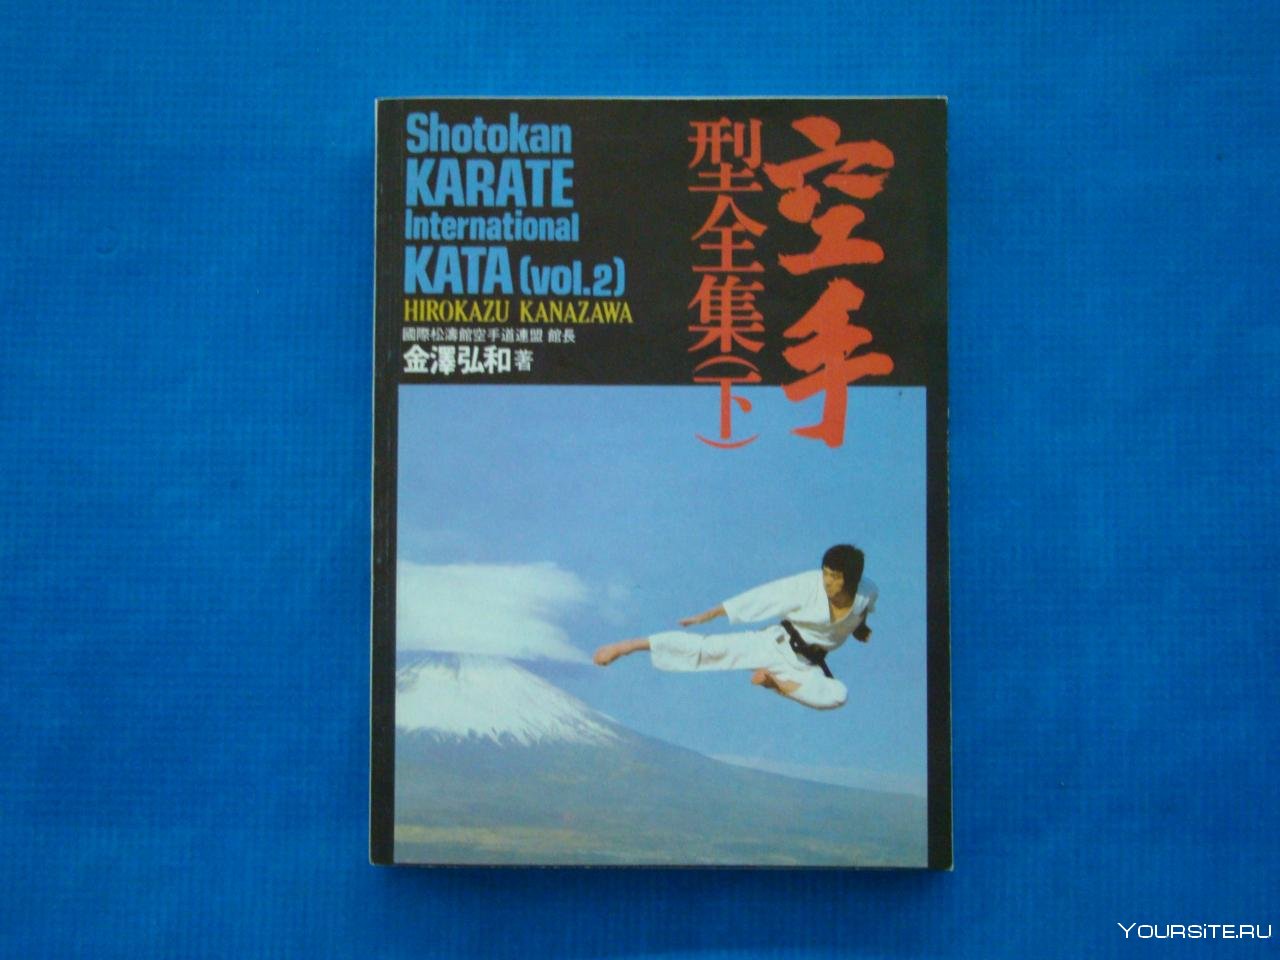 Shotokan
KARATE
International
KATA (vol.2)
HIROKAZU KANAZAWA
國際松濤館空手道連盟 館長
金澤弘和 著
空手
型全集(下)
YOURSITE.RU